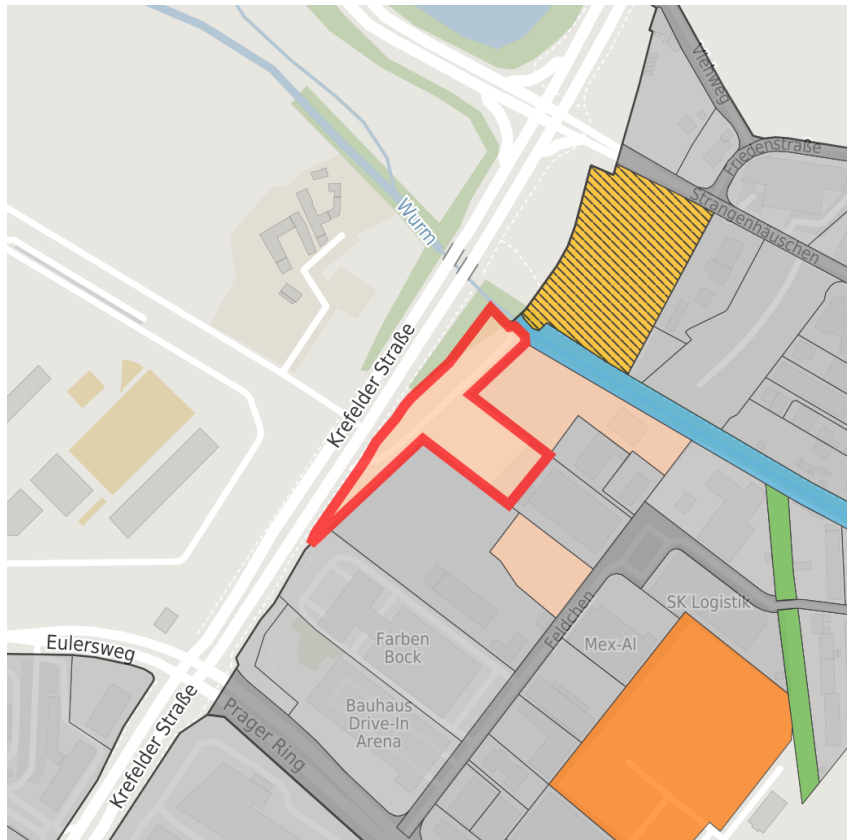 Viehweg
Friedenstraße
Strangenhäuschen
Wurm
Krefelder Straße
Eulersweg
Krefelder Straße
Prager Ring
Farben
Bock
Bauhaus
Drive-In
Arena
Feldchen
Mex-Al
SK Logistik